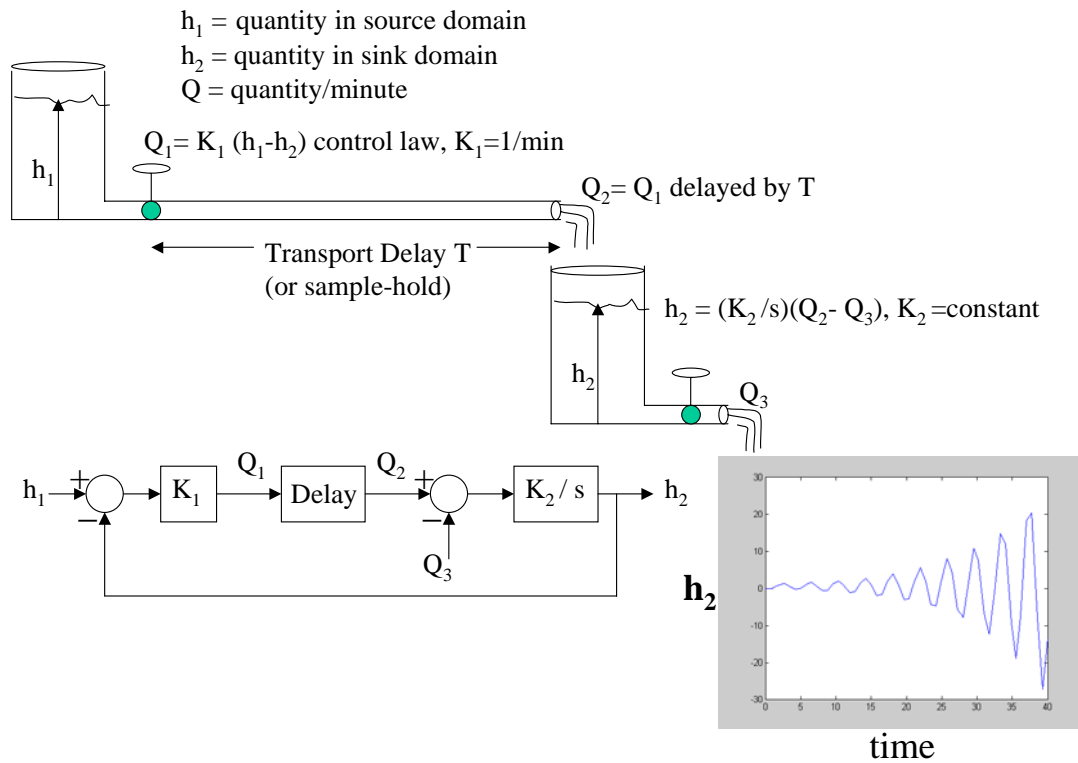 h₁ = quantity in source domain
h₂ = quantity in sink domain
Q = quantity/minute
Q₁= K₁ (h₁-h₂) control law, K₁=1/min
h₁
Q₂= Q₁ delayed by T
Transport Delay T
(or sample-hold)
h₂ = (K₂ /s)(Q₂- Q₃), K₂ =constant
h₂
Q₃
h₁
+
−
K₁
Q₁
Delay
Q₂
+
−
Q₃
K₂ / s
h₂
h₂
30
20
10
0
-10
-20
-30
0 5 10 15 20 25 30 35 40
time